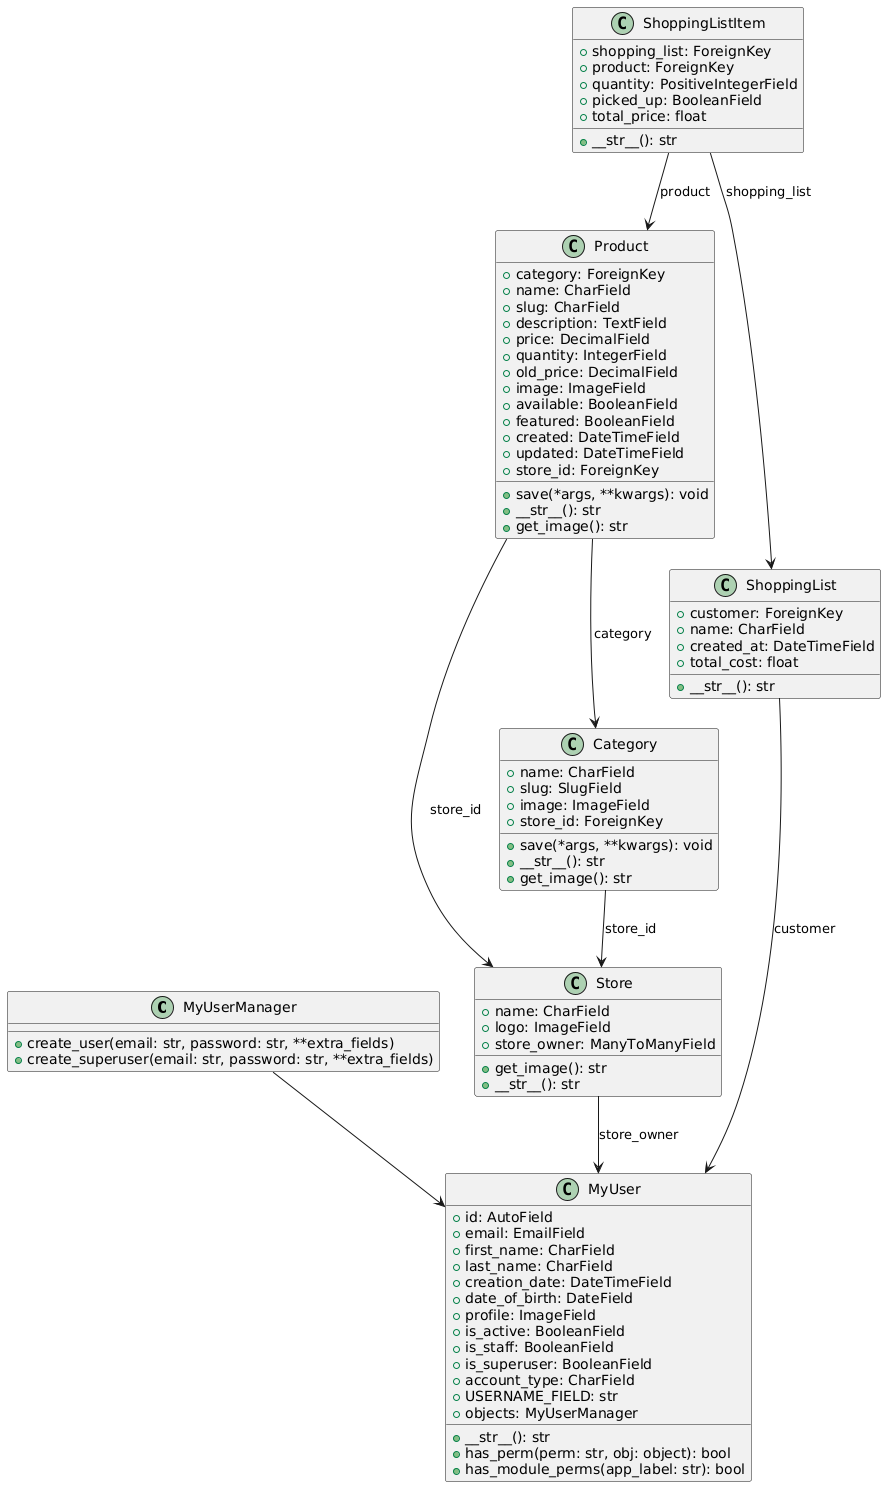 C ShoppingListItem
shopping_list: ForeignKey
product: ForeignKey
quantity: PositiveIntegerField
picked_up: BooleanField
total_price: float
__str__(): str
product
shopping_list
C Product
category: ForeignKey
name: CharField
slug: CharField
description: TextField
price: DecimalField
quantity: IntegerField
old_price: DecimalField
image: ImageField
available: BooleanField
featured: BooleanField
created: DateTimeField
updated: DateTimeField
store_id: ForeignKey
save(*args, **kwargs): void
__str__(): str
get_image(): str
C ShoppingList
customer: ForeignKey
name: CharField
created_at: DateTimeField
total_cost: float
__str__(): str
category
C Category
name: CharField
slug: SlugField
image: ImageField
store_id: ForeignKey
save(*args, **kwargs): void
__str__(): str
get_image(): str
store_id
store_id
customer
C MyUserManager
create_user(email: str, password: str, **extra_fields)
create_superuser(email: str, password: str, **extra_fields)
C Store
name: CharField
logo: ImageField
store_owner: ManyToManyField
get_image(): str
__str__(): str
store_owner
C MyUser
id: AutoField
email: EmailField
first_name: CharField
last_name: CharField
creation_date: DateTimeField
date_of_birth: DateField
profile: ImageField
is_active: BooleanField
is_staff: BooleanField
is_superuser: BooleanField
account_type: CharField
USERNAME_FIELD: str
objects: MyUserManager
__str__(): str
has_perm(perm: str, obj: object): bool
has_module_perms(app_label: str): bool